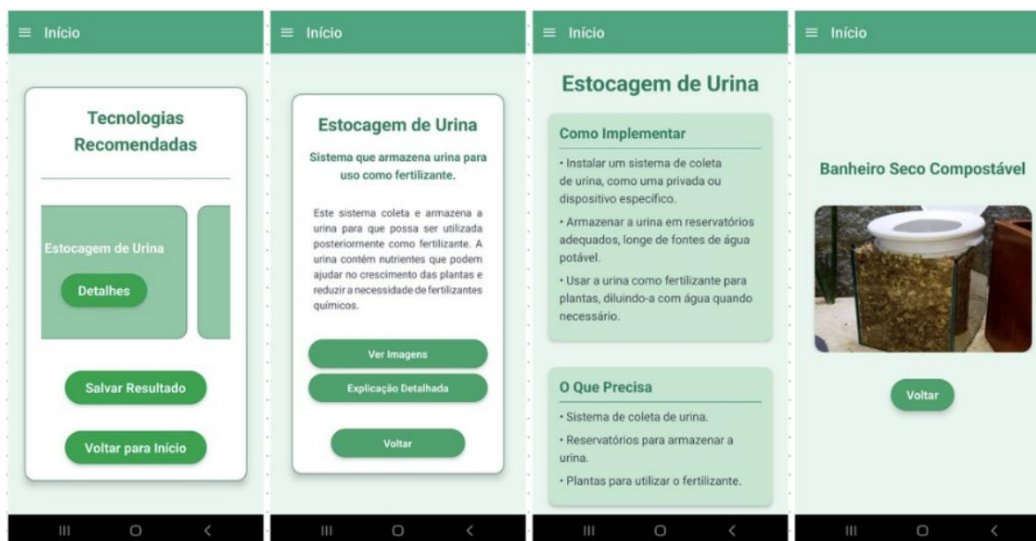 Início
Tecnologias
Recomendadas
Estocagem de Urina
Detalhes
Salvar Resultado
Voltar para Início
Início
Estocagem de Urina
Sistema que armazena urina para
uso como fertilizante.
Este sistema coleta e armazena a
urina para que possa ser utilizada
posteriormente como fertilizante. A
urina contém nutrientes que podem
ajudar no crescimento das plantas e
reduzir a necessidade de fertilizantes
químicos.
Ver Imagens
Explicação Detalhada
Voltar
Início
Estocagem de Urina
Como Implementar
• Instalar um sistema de coleta
de urina, como uma privada ou
dispositivo específico.
• Armazenar a urina em reservatórios
adequados, longe de fontes de água
potável.
• Usar a urina como fertilizante para
plantas, diluindo-a com água quando
necessário.
O Que Precisa
• Sistema de coleta de urina.
• Reservatórios para armazenar a
urina.
• Plantas para utilizar o fertilizante.
Início
Banheiro Seco Compostável
Voltar